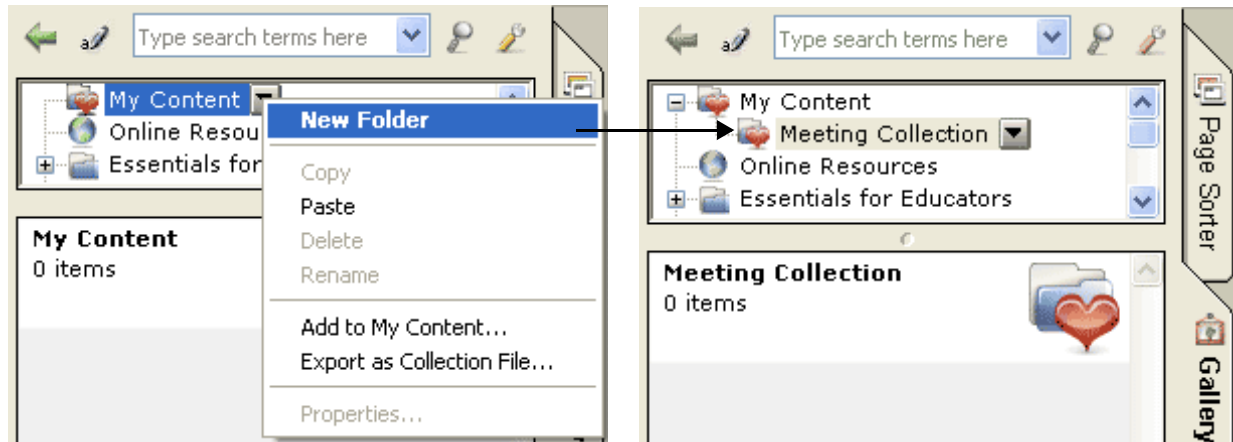 Type search terms here
My Content
Online Resou
Essentials for
New Folder
Copy
Paste
Delete
Rename
Add to My Content...
Export as Collection File...
Properties...
My Content
0 items
Type search terms here
My Content
Meeting Collection
Online Resources
Essentials for Educators
Meeting Collection
0 items
Page Sorter
Gallery